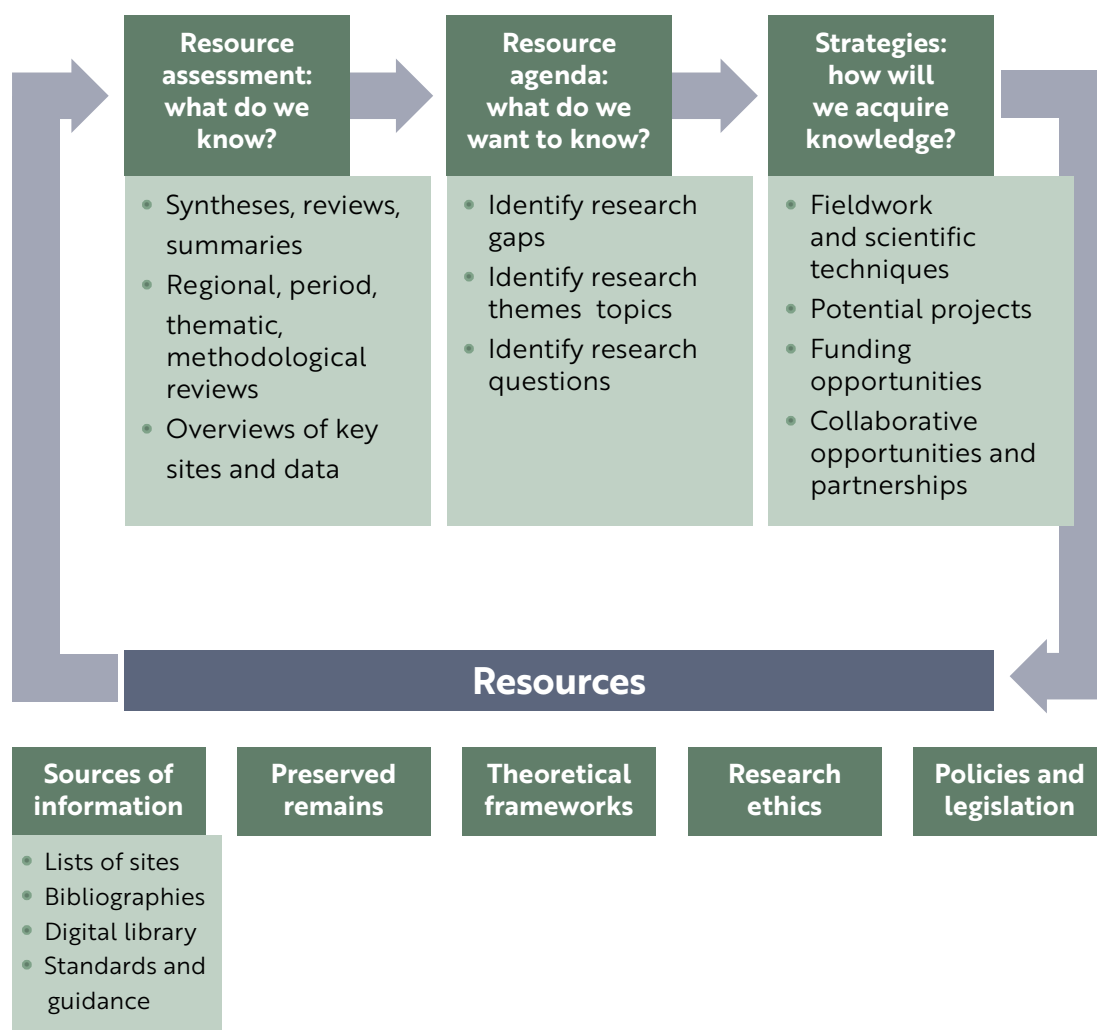 Resource
assessment:
what do we
know?
• Syntheses, reviews,
summaries
• Regional, period,
thematic,
methodological
reviews
• Overviews of key
sites and data
Resource
agenda:
what do we
want to know?
• Identify research
gaps
• Identify research
themes  topics
• Identify research
questions
Strategies:
how will
we acquire
knowledge?
• Fieldwork
and scientific
techniques
• Potential projects
• Funding
opportunities
• Collaborative
opportunities and
partnerships
Resources
Sources of
information
• Lists of sites
• Bibliographies
• Digital library
• Standards and
guidance
Preserved
remains
Theoretical
frameworks
Research
ethics
Policies and
legislation